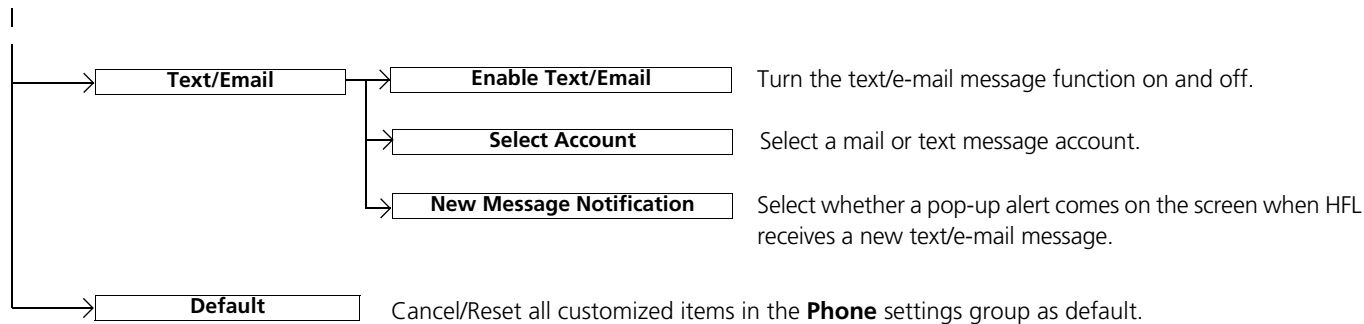 Text/Email
Enable Text/Email
Turn the text/e-mail message function on and off.
Select Account
Select a mail or text message account.
New Message Notification
Select whether a pop-up alert comes on the screen when HFL
receives a new text/e-mail message.
Default
Cancel/Reset all customized items in the Phone settings group as default.